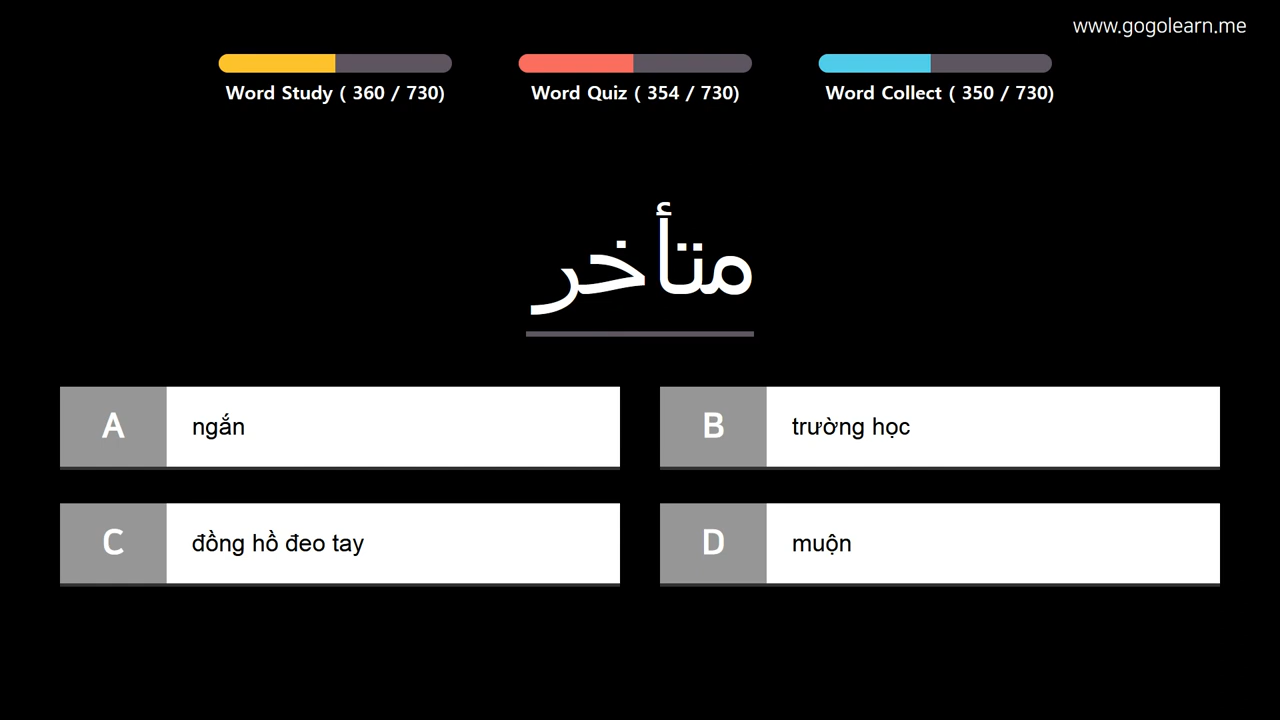 www.gogolearn.me
Word Study ( 360 / 730)
Word Quiz ( 354 / 730)
Word Collect ( 350 / 730)
متأخر
A
ngắn
B
trường học
C
đồng hồ đeo tay
D
muộn